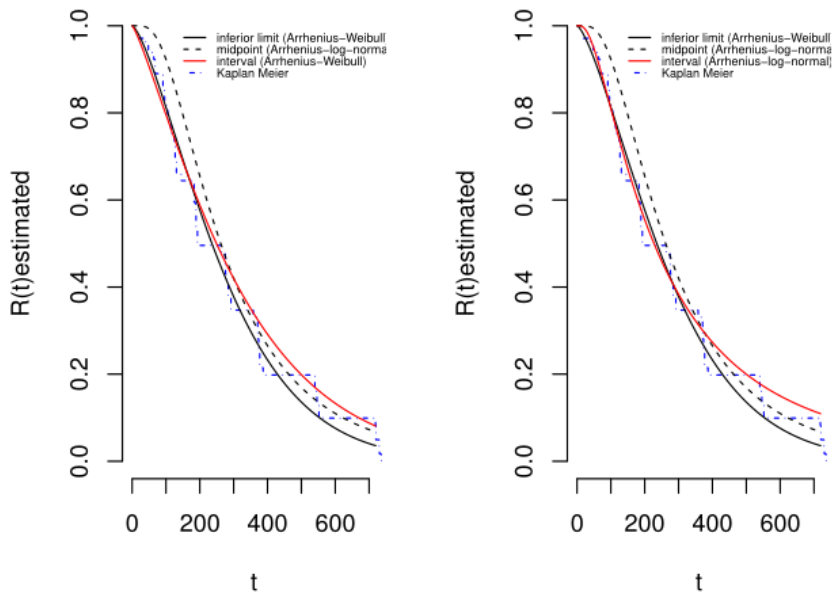 R(t)estimated
1.0
0.8
0.6
0.4
0.2
0.0
inferior limit (Arrhenius−Weibull
midpoint (Arrhenius−log−norma
interval (Arrhenius−Weibull)
Kaplan Meier
0 200 400 600
t
R(t)estimated
1.0
0.8
0.6
0.4
0.2
0.0
inferior limit (Arrhenius−Weibull
midpoint (Arrhenius−log−norma
interval (Arrhenius−log−normal)
Kaplan Meier
0 200 400 600
t